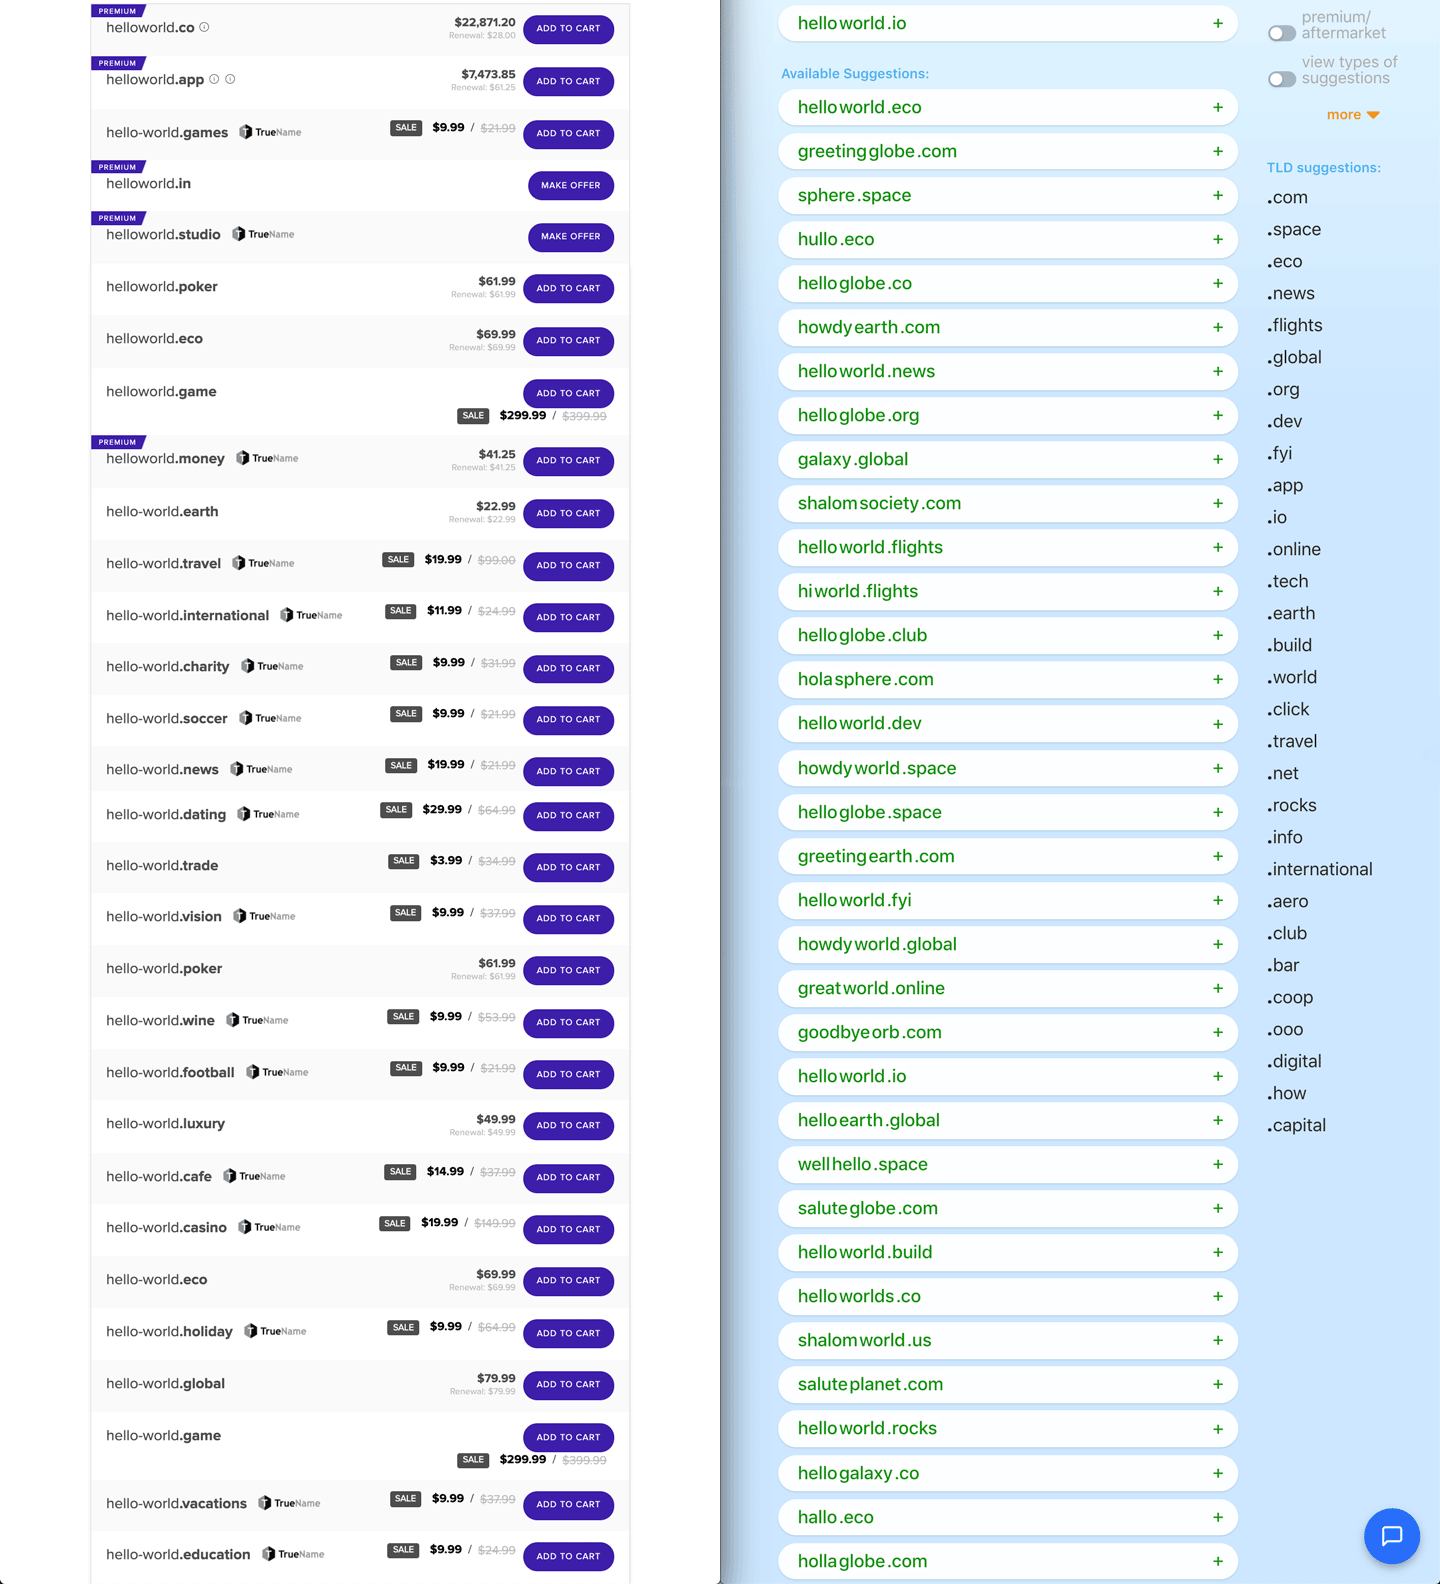 PREMIUM
helloworld.co
$22,871.20
Renewal: $28.00
ADD TO CART
PREMIUM
helloworld.app
$7,473.85
Renewal: $61.25
ADD TO CART
hello-world.games TrueName
SALE $9.99 / $21.99
ADD TO CART
PREMIUM
helloworld.in
MAKE OFFER
PREMIUM
helloworld.studio TrueName
MAKE OFFER
helloworld.poker
$61.99
Renewal: $61.99
ADD TO CART
helloworld.eco
$69.99
Renewal: $69.99
ADD TO CART
helloworld.game
ADD TO CART
SALE $299.99 / $399.99
PREMIUM
helloworld.money TrueName
$41.25
Renewal: $41.25
ADD TO CART
hello-world.earth
$22.99
Renewal: $22.99
ADD TO CART
hello-world.travel TrueName
SALE $19.99 / $99.00
ADD TO CART
hello-world.international TrueName
SALE $11.99 / $24.99
ADD TO CART
hello-world.charity TrueName
SALE $9.99 / $31.99
ADD TO CART
hello-world.soccer TrueName
SALE $9.99 / $21.99
ADD TO CART
hello-world.news TrueName
SALE $19.99 / $21.99
ADD TO CART
hello-world.dating TrueName
SALE $29.99 / $64.99
ADD TO CART
hello-world.trade
SALE $3.99 / $34.99
ADD TO CART
hello-world.vision TrueName
SALE $9.99 / $37.99
ADD TO CART
hello-world.poker
$61.99
Renewal: $61.99
ADD TO CART
hello-world.wine TrueName
SALE $9.99 / $53.99
ADD TO CART
hello-world.football TrueName
SALE $9.99 / $21.99
ADD TO CART
hello-world.luxury
$49.99
Renewal: $49.99
ADD TO CART
hello-world.cafe TrueName
SALE $14.99 / $37.99
ADD TO CART
hello-world.casino TrueName
SALE $19.99 / $149.99
ADD TO CART
hello-world.eco
$69.99
Renewal: $69.99
ADD TO CART
hello-world.holiday TrueName
SALE $9.99 / $64.99
ADD TO CART
hello-world.global
$79.99
Renewal: $79.99
ADD TO CART
hello-world.game
ADD TO CART
SALE $299.99 / $399.99
hello-world.vacations TrueName
SALE $9.99 / $37.99
ADD TO CART
hello-world.education TrueName
SALE $9.99 / $24.99
ADD TO CART
helloworld.io +
Available Suggestions:
helloworld.eco +
greetingglobe.com +
sphere.space +
hullo.eco +
helloglobe.co +
howdyearth.com +
helloworld.news +
helloglobe.org +
galaxy.global +
shalomsociety.com +
helloworld.flights +
hiworld.flights +
helloglobe.club +
holasphere.com +
helloworld.dev +
howdyworld.space +
helloglobe.space +
greetingearth.com +
helloworld.fyi +
howdyworld.global +
greatworld.online +
goodbyeorb.com +
helloworld.io +
helloearth.global +
wellhello.space +
saluteglobe.com +
helloworld.build +
helloworlds.co +
shalomworld.us +
saluteplanet.com +
helloworld.rocks +
hellogalaxy.co +
hallo.eco +
hollaglobe.com +
premium/
aftermarket
view types of
suggestions
more
TLD suggestions:
.com
.space
.eco
.news
.flights
.global
.org
.dev
.fyi
.app
.io
.online
.tech
.earth
.build
.world
.click
.travel
.net
.rocks
.info
.international
.aero
.club
.bar
.coop
.ooo
.digital
.how
.capital